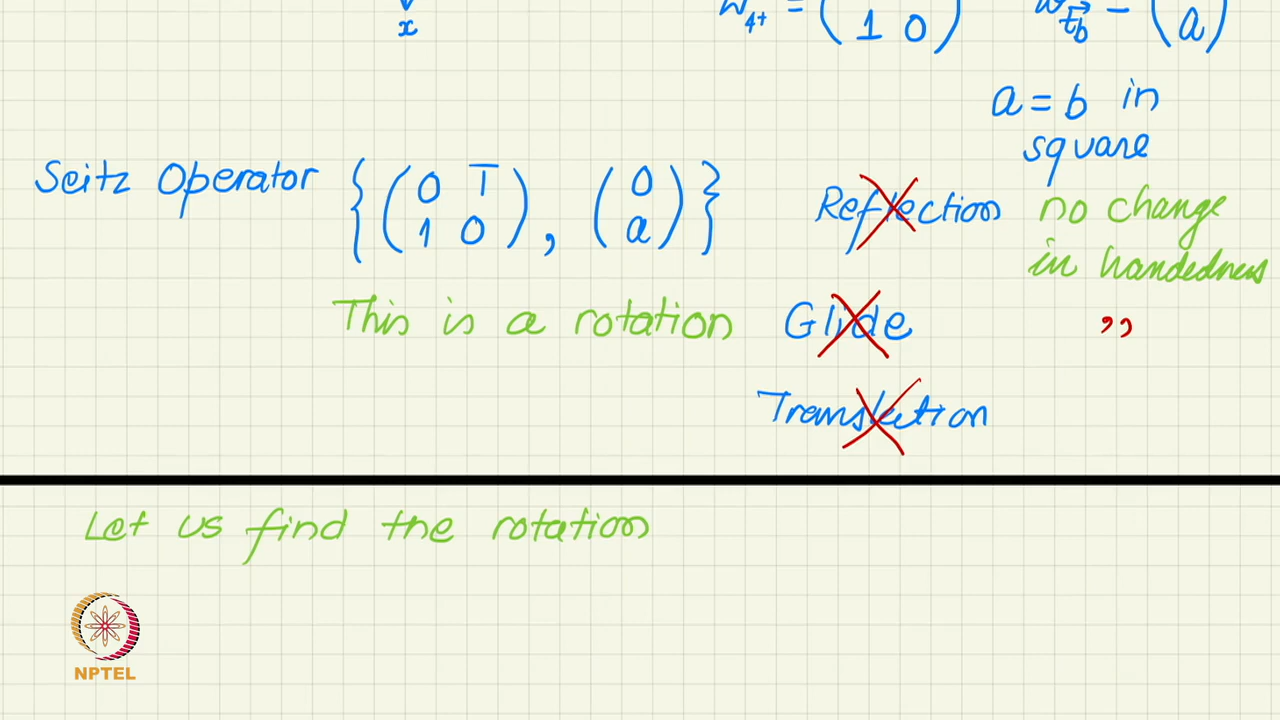 x
W₄₊ = (1 0)
W t⃗_b = (a)
a = b in
square
Seitz Operator {(0 1̅
1 0), (0
a)}
Reflection no change
in handedness
This is a rotation Glide ,,
Translation
Let us find the rotation
NPTEL